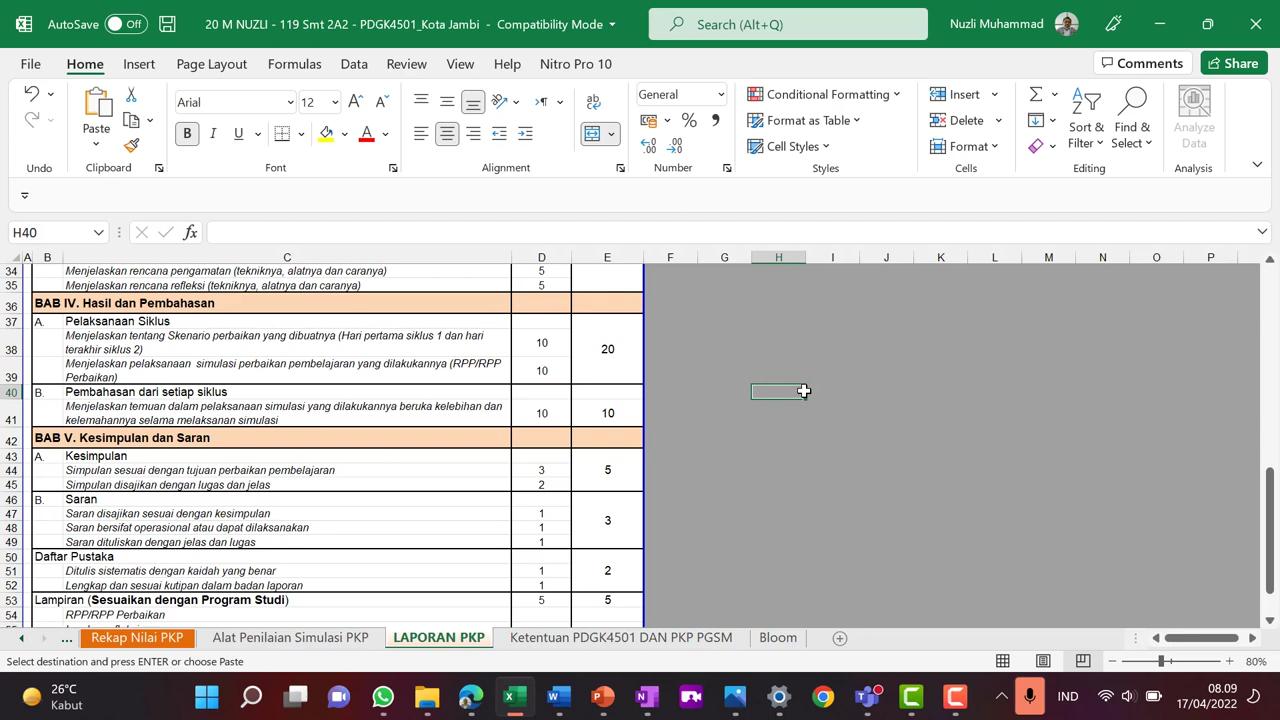 AutoSave Off 20 M NUZLI - 119 Smt 2A2 - PDGK4501_Kota Jambi - Compatibility Mode Search (Alt+Q) Nuzli Muhammad
File Home Insert Page Layout Formulas Data Review View Help Nitro Pro 10 Comments Share
Arial 12 General Conditional Formatting Insert
Paste B I U Format as Table Delete Sort & Filter Find & Select Analyze Data
Cell Styles Format
Undo Clipboard Font Alignment Number Styles Cells Editing Analysis
H40 fx
A B C D E F G H I J K L M N O P
34 Menjelaskan rencana pengamatan (tekniknya, alatnya dan caranya) 5
35 Menjelaskan rencana refleksi (tekniknya, alatnya dan caranya) 5
36 BAB IV. Hasil dan Pembahasan
37 A. Pelaksanaan Siklus
Menjelaskan tentang Skenario perbaikan yang dibuatnya (Hari pertama siklus 1 dan hari
38 terakhir siklus 2) 10 20
Menjelaskan pelaksanaan simulasi perbaikan pembelajaran yang dilakukannya (RPP/RPP
39 Perbaikan) 10
40 B. Pembahasan dari setiap siklus
Menjelaskan temuan dalam pelaksanaan simulasi yang dilakukannya beruka kelebihan dan
41 kelemahannya selama melaksanan simulasi 10 10
42 BAB V. Kesimpulan dan Saran
43 A. Kesimpulan
44 Simpulan sesuai dengan tujuan perbaikan pembelajaran 3 5
45 Simpulan disajikan dengan lugas dan jelas 2
46 B. Saran
47 Saran disajikan sesuai dengan kesimpulan 1
48 Saran bersifat operasional atau dapat dilaksanakan 1 3
49 Saran dituliskan dengan jelas dan lugas 1
50 Daftar Pustaka
51 Ditulis sistematis dengan kaidah yang benar 1 2
52 Lengkap dan sesuai kutipan dalam badan laporan 1
53 Lampiran (Sesuaikan dengan Program Studi) 5 5
54 RPP/RPP Perbaikan
... Rekap Nilai PKP Alat Penilaian Simulasi PKP LAPORAN PKP Ketentuan PDGK4501 DAN PKP PGSM Bloom
Select destination and press ENTER or choose Paste 80%
26°C
Kabut
IND
08.09
17/04/2022